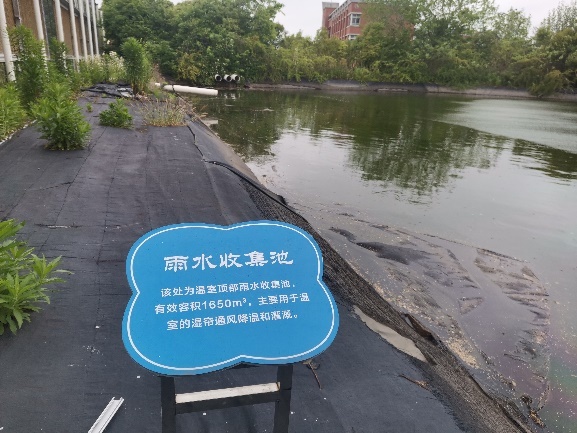 雨水收集池
该处为温室顶部雨水收集池，
有效容积1650m³，主要用于温
室的湿帘通风降温和灌溉。